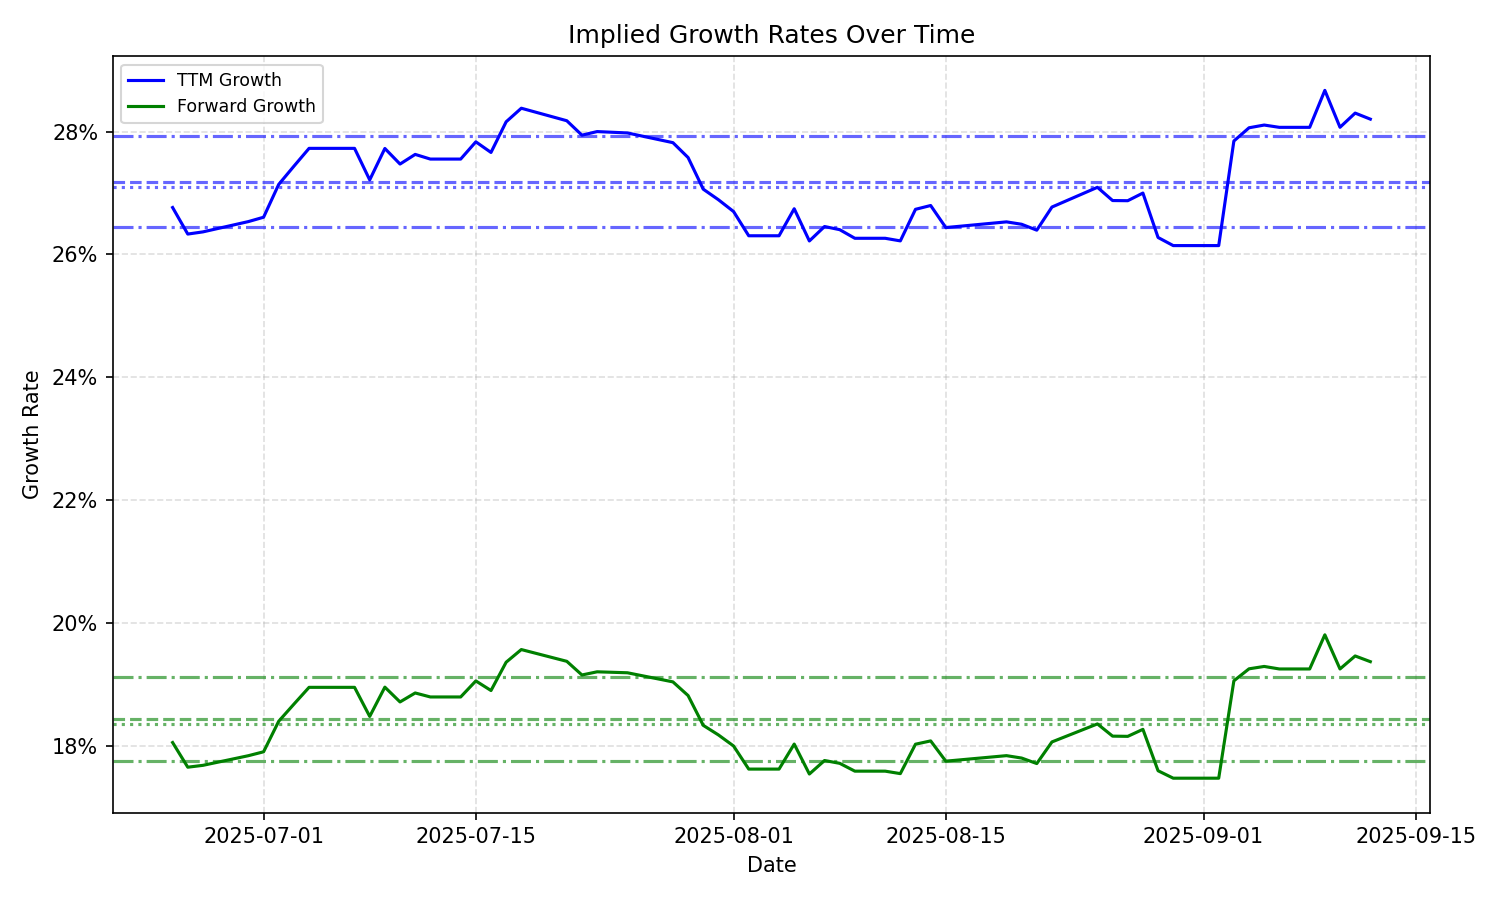 Implied Growth Rates Over Time
TTM Growth
Forward Growth
28%
26%
24%
22%
20%
18%
Growth Rate
2025-07-01
2025-07-15
2025-08-01
2025-08-15
2025-09-01
2025-09-15
Date